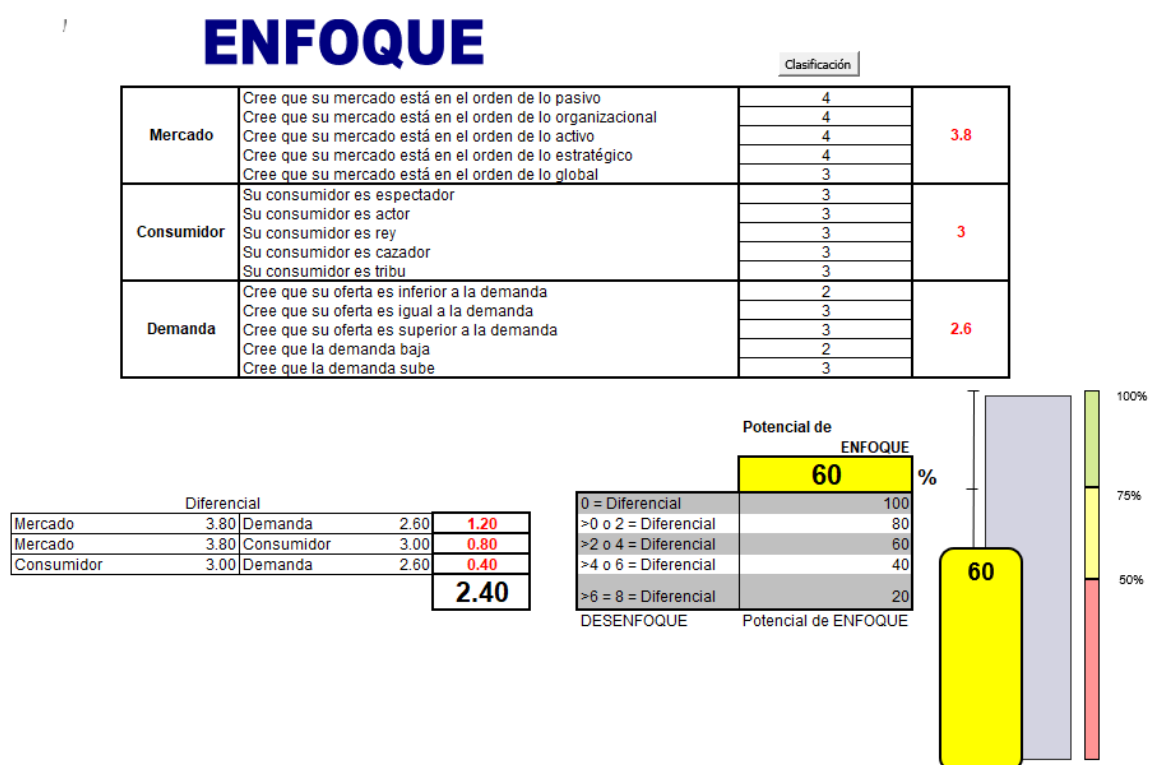 ENFOQUE
Clasificación
Mercado
Cree que su mercado está en el orden de lo pasivo 4
Cree que su mercado está en el orden de lo organizacional 4
Cree que su mercado está en el orden de lo activo 4
Cree que su mercado está en el orden de lo estratégico 4
Cree que su mercado está en el orden de lo global 3
3.8
Consumidor
Su consumidor es espectador 3
Su consumidor es actor 3
Su consumidor es rey 3
Su consumidor es cazador 3
Su consumidor es tribu 3
3
Demanda
Cree que su oferta es inferior a la demanda 2
Cree que su oferta es igual a la demanda 3
Cree que su oferta es superior a la demanda 3
Cree que la demanda baja 2
Cree que la demanda sube 3
2.6
Diferencial
Mercado 3.80 Demanda 2.60 1.20
Mercado 3.80 Consumidor 3.00 0.80
Consumidor 3.00 Demanda 2.60 0.40
2.40
Potencial de
ENFOQUE
60 %
0 = Diferencial 100
>0 o 2 = Diferencial 80
>2 o 4 = Diferencial 60
>4 o 6 = Diferencial 40
>6 = 8 = Diferencial 20
DESENFOQUE Potencial de ENFOQUE
60
100%
75%
50%